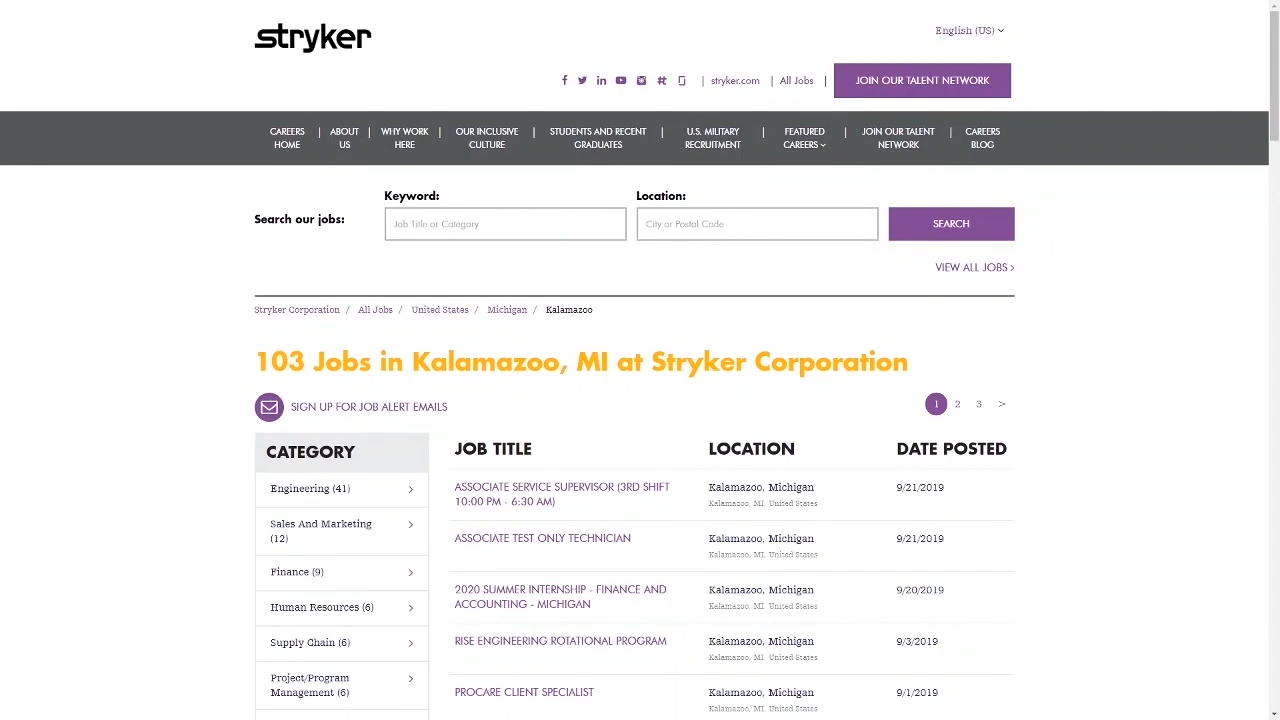 stryker
English (US)
| stryker.com | All Jobs | JOIN OUR TALENT NETWORK
CAREERS HOME | ABOUT US | WHY WORK HERE | OUR INCLUSIVE CULTURE | STUDENTS AND RECENT GRADUATES | U.S. MILITARY RECRUITMENT | FEATURED CAREERS | JOIN OUR TALENT NETWORK | CAREERS BLOG
Search our jobs:
Keyword:
Job Title or Category
Location:
City or Postal Code
SEARCH
VIEW ALL JOBS >
Stryker Corporation / All Jobs / United States / Michigan / Kalamazoo
103 Jobs in Kalamazoo, MI at Stryker Corporation
SIGN UP FOR JOB ALERT EMAILS
1 2 3 >
CATEGORY
Engineering (41)
Sales And Marketing
(12)
Finance (9)
Human Resources (6)
Supply Chain (6)
Project/Program
Management (6)
JOB TITLE LOCATION DATE POSTED
ASSOCIATE SERVICE SUPERVISOR (3RD SHIFT
10:00 PM - 6:30 AM)
Kalamazoo, Michigan
Kalamazoo, MI, United States
9/21/2019
ASSOCIATE TEST ONLY TECHNICIAN
Kalamazoo, Michigan
Kalamazoo, MI, United States
9/21/2019
2020 SUMMER INTERNSHIP - FINANCE AND
ACCOUNTING - MICHIGAN
Kalamazoo, Michigan
Kalamazoo, MI, United States
9/20/2019
RISE ENGINEERING ROTATIONAL PROGRAM
Kalamazoo, Michigan
Kalamazoo, MI, United States
9/3/2019
PROCARE CLIENT SPECIALIST
Kalamazoo, Michigan
Kalamazoo, MI, United States
9/1/2019